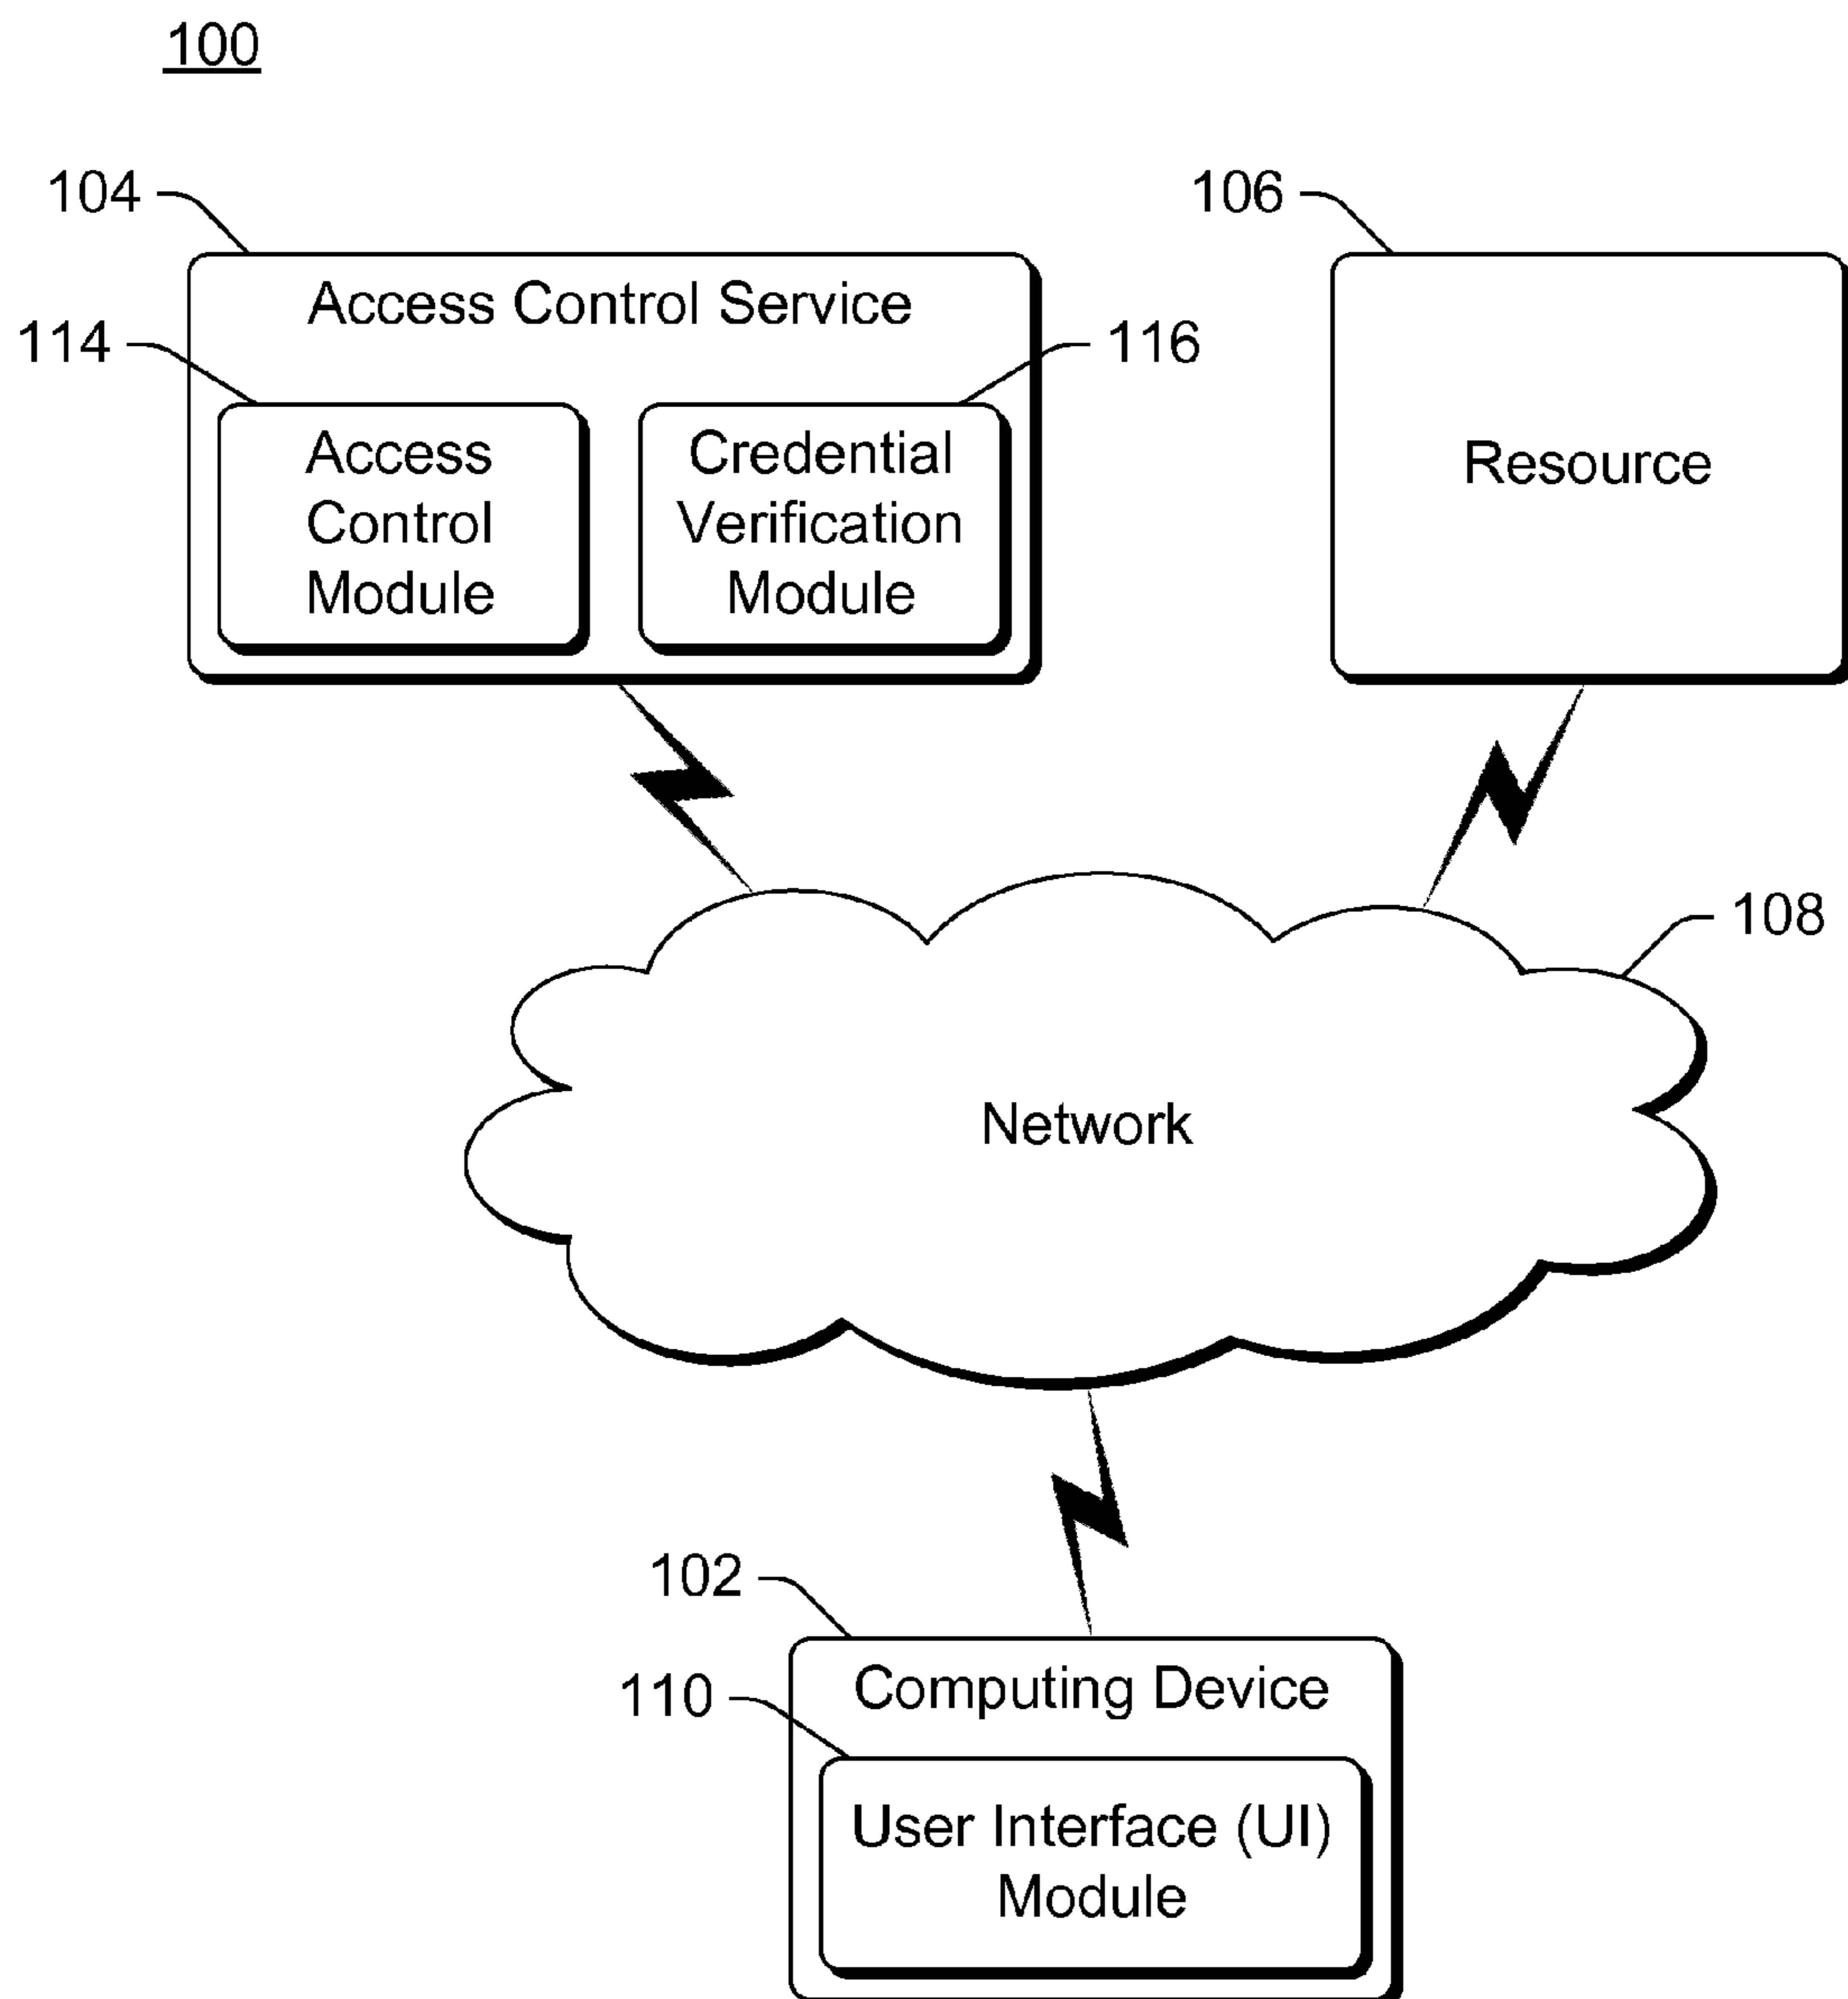 100
104
106
Access Control Service
114
116
Access
Control
Module
Credential
Verification
Module
Resource
108
Network
102
Computing Device
110
User Interface (UI)
Module